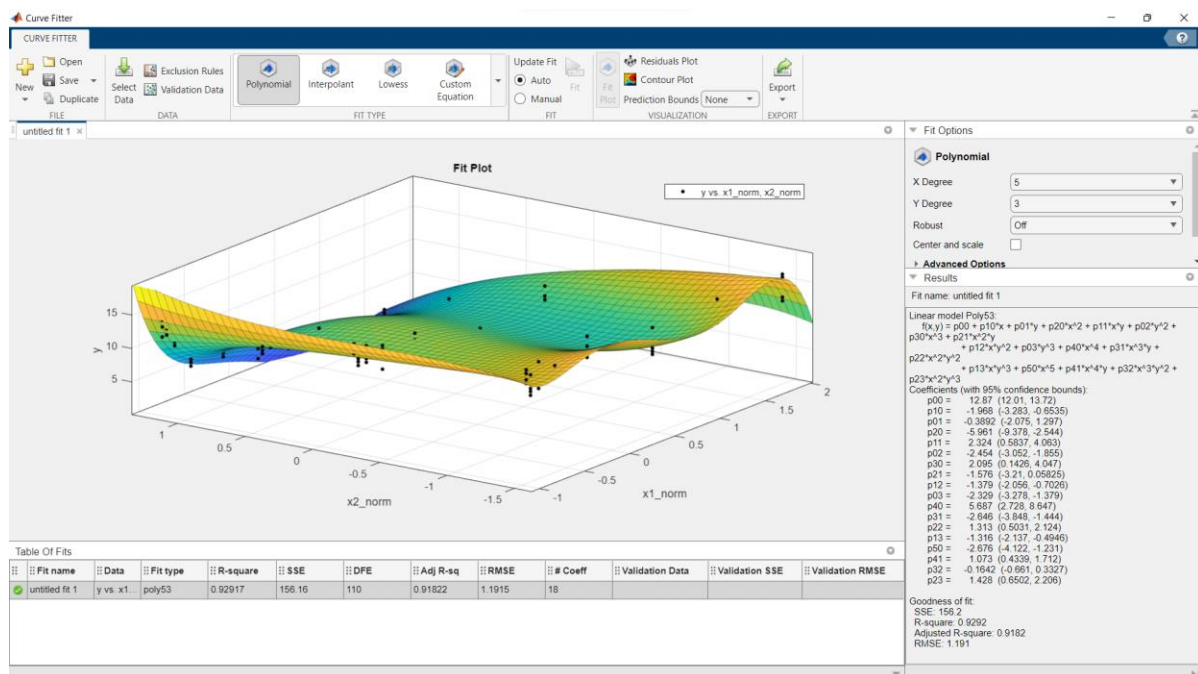 Curve Fitter
CURVE FITTER
?
New
Open
Save
Duplicate
FILE
Select Data
Exclusion Rules
Validation Data
DATA
Polynomial
Interpolant
Lowess
Custom Equation
FIT TYPE
Update Fit
Auto
Manual
Fit
FIT
Fit Plot
Residuals Plot
Contour Plot
Prediction Bounds None
VISUALIZATION
Export
EXPORT
untitled fit 1 ×
Fit Plot
y vs. x1_norm, x2_norm
15
10
5
y
1
0.5
0
-0.5
-1
-1.5
x2_norm
-1
-0.5
0
0.5
1
1.5
2
x1_norm
Fit Options
Polynomial
X Degree 5
Y Degree 3
Robust Off
Center and scale
Advanced Options
Results
Fit name: untitled fit 1
Linear model Poly53:
f(x,y) = p00 + p10*x + p01*y + p20*x^2 + p11*x*y + p02*y^2 +
p30*x^3 + p21*x^2*y
+ p12*x*y^2 + p03*y^3 + p40*x^4 + p31*x^3*y +
p22*x^2*y^2
+ p13*x*y^3 + p50*x^5 + p41*x^4*y + p32*x^3*y^2 +
p23*x^2*y^3
Coefficients (with 95% confidence bounds):
p00 = 12.87 (12.01, 13.72)
p10 = -1.968 (-3.283, -0.6535)
p01 = -0.3892 (-2.075, 1.297)
p20 = -5.961 (-9.378, -2.544)
p11 = 2.324 (0.5837, 4.063)
p02 = -2.454 (-3.052, -1.855)
p30 = 2.095 (0.1426, 4.047)
p21 = -1.576 (-3.21, 0.05825)
p12 = -1.379 (-2.056, -0.7026)
p03 = -2.329 (-3.278, -1.379)
p40 = 5.687 (2.728, 8.647)
p31 = -2.646 (-3.848, -1.444)
p22 = 1.313 (0.5031, 2.124)
p13 = -1.316 (-2.137, -0.4946)
p50 = -2.676 (-4.122, -1.231)
p41 = 1.073 (0.4339, 1.712)
p32 = -0.1642 (-0.661, 0.3327)
p23 = 1.428 (0.6502, 2.206)
Goodness of fit:
SSE: 156.2
R-square: 0.9292
Adjusted R-square: 0.9182
RMSE: 1.191
Table Of Fits
Fit name Data Fit type R-square SSE DFE Adj R-sq RMSE # Coeff Validation Data Validation SSE Validation RMSE
untitled fit 1 y vs. x1... poly53 0.92917 156.16 110 0.91822 1.1915 18